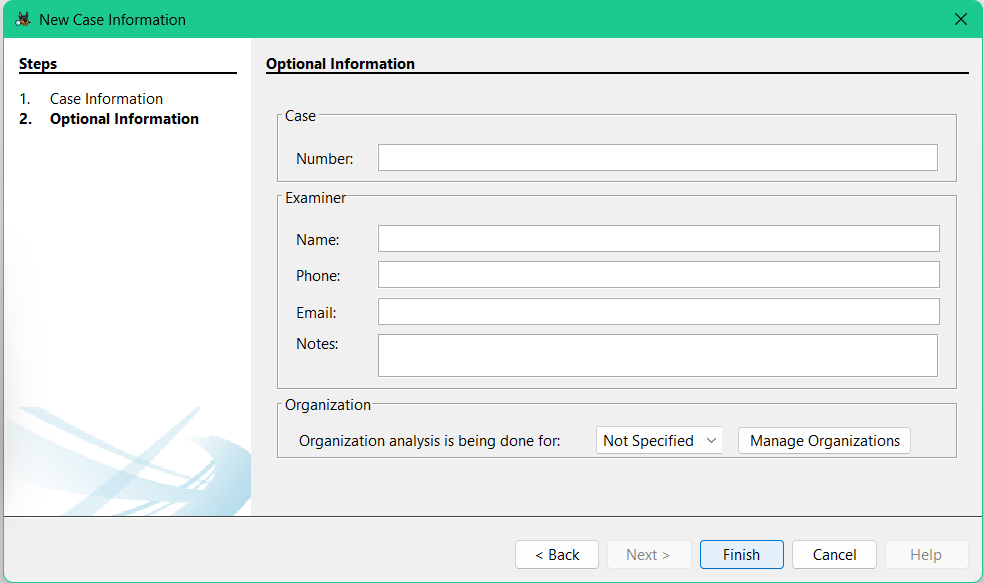 New Case Information
Steps
1. Case Information
2. Optional Information
Optional Information
Case
Number:
Examiner
Name:
Phone:
Email:
Notes:
Organization
Organization analysis is being done for: Not Specified Manage Organizations
< Back Next > Finish Cancel Help